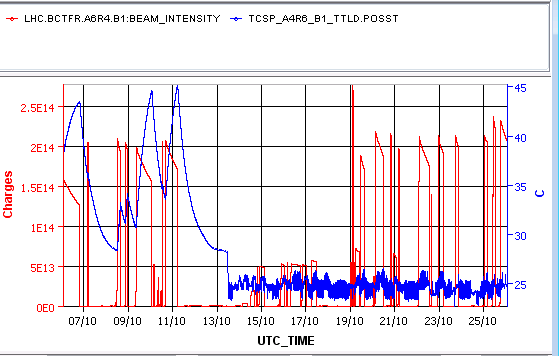 LHC.BCTFR.A6R4.B1:BEAM_INTENSITY TCSP_A4R6_B1_TTLD.POSST
2.5E14
2E14
1.5E14
1E14
5E13
0E0
Charges
45
40
35
30
25
C
07/10 09/10 11/10 13/10 15/10 17/10 19/10 21/10 23/10 25/10
UTC_TIME